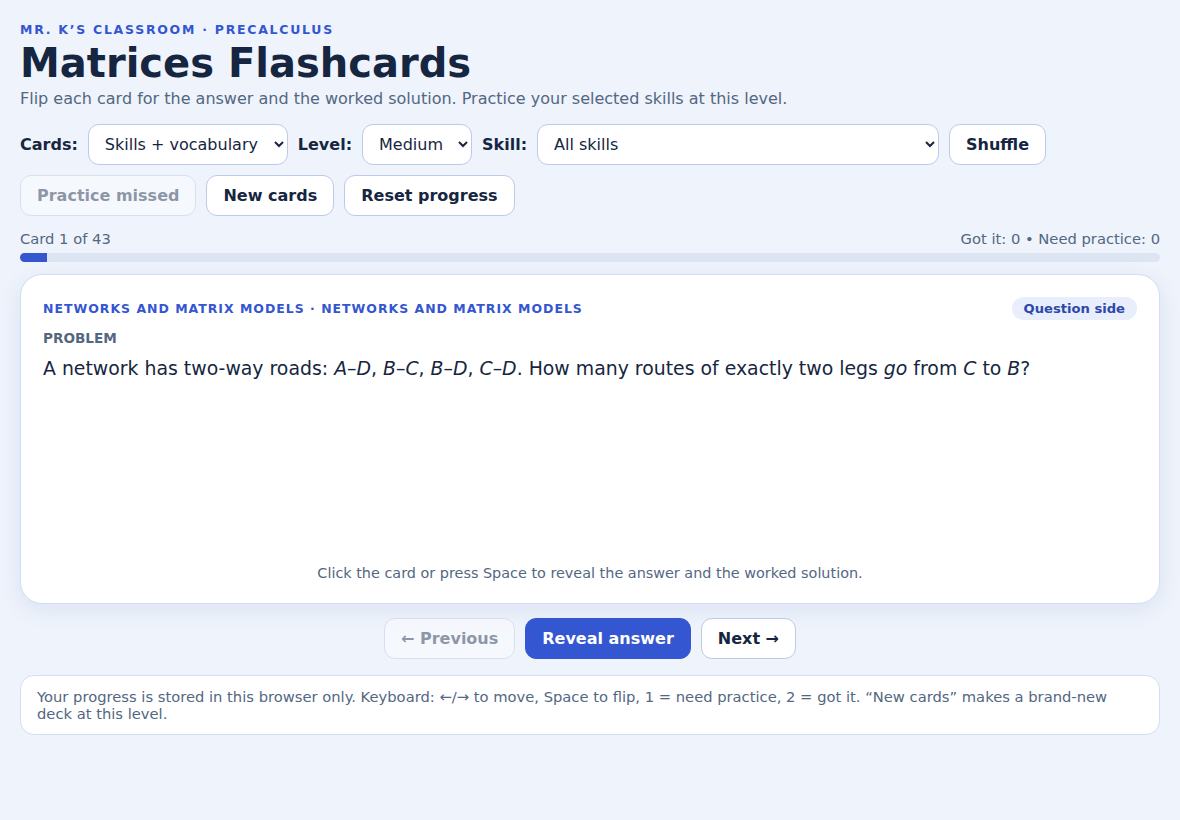 MR. K’S CLASSROOM · PRECALCULUS
Matrices Flashcards
Flip each card for the answer and the worked solution. Practice your selected skills at this level.
Cards: Skills + vocabulary Level: Medium Skill: All skills Shuffle
Practice missed New cards Reset progress
Card 1 of 43 Got it: 0 • Need practice: 0
NETWORKS AND MATRIX MODELS · NETWORKS AND MATRIX MODELS Question side
PROBLEM
A network has two-way roads: A–D, B–C, B–D, C–D. How many routes of exactly two legs go from C to B?
Click the card or press Space to reveal the answer and the worked solution.
← Previous Reveal answer Next →
Your progress is stored in this browser only. Keyboard: ←/→ to move, Space to flip, 1 = need practice, 2 = got it. “New cards” makes a brand-new
deck at this level.